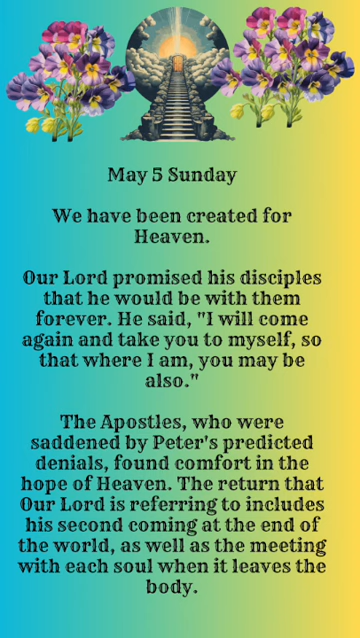 May 5 Sunday
We have been created for
Heaven.
Our Lord promised his disciples
that he would be with them
forever. He said, "I will come
again and take you to myself, so
that where I am, you may be
also."
The Apostles, who were
saddened by Peter's predicted
denials, found comfort in the
hope of Heaven. The return that
Our Lord is referring to includes
his second coming at the end of
the world, as well as the meeting
with each soul when it leaves the
body.